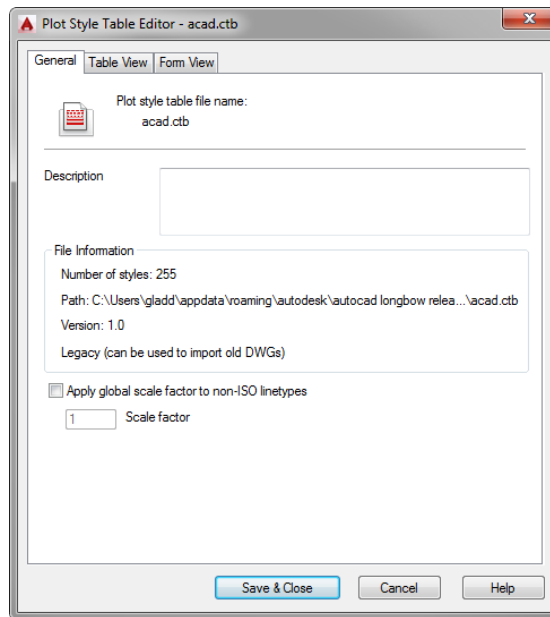 Plot Style Table Editor - acad.ctb
General Table View Form View
Plot style table file name:
acad.ctb
Description
File Information
Number of styles: 255
Path: C:\Users\gladd\appdata\roaming\autodesk\autocad longbow relea...\acad.ctb
Version: 1.0
Legacy (can be used to import old DWGs)
Apply global scale factor to non-ISO linetypes
1 Scale factor
Save & Close Cancel Help